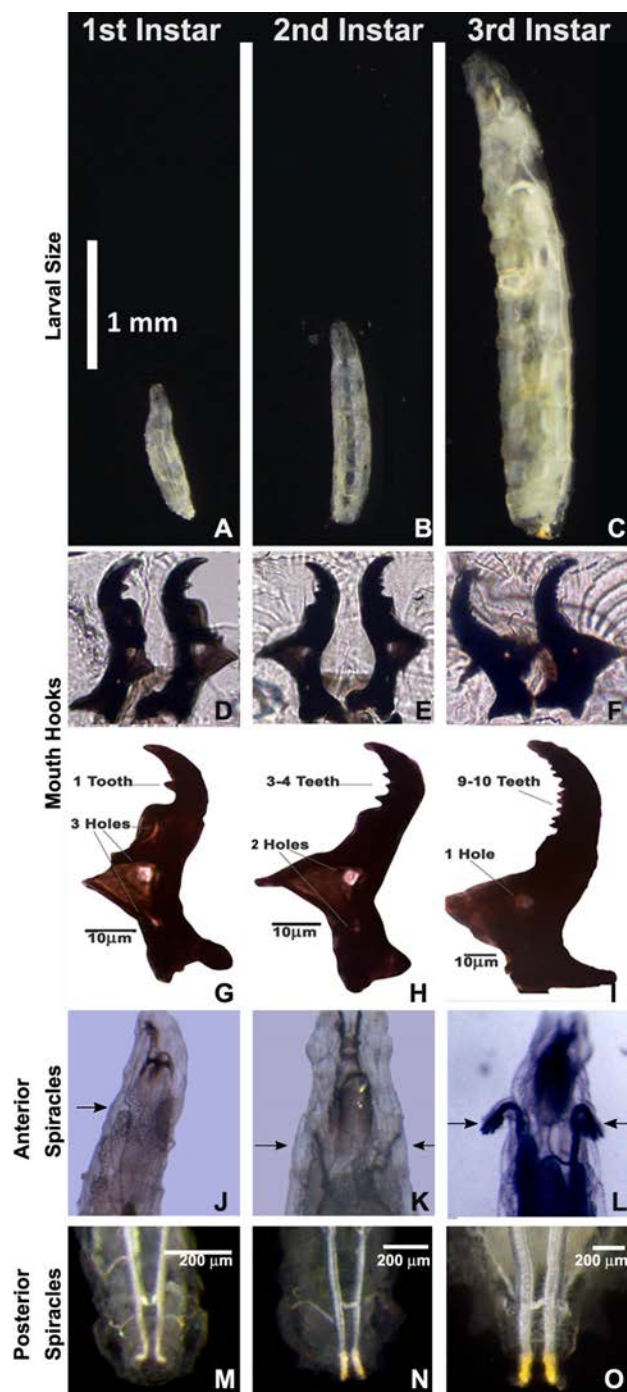 1st Instar 2nd Instar 3rd Instar
Larval Size
1 mm
A B C
Mouth Hooks
D E F
1 Tooth 3-4 Teeth 9-10 Teeth
3 Holes 2 Holes 1 Hole
10µm 10µm 10µm
G H I
Anterior
Spiracles
J K L
Posterior
Spiracles
200 µm 200 µm 200 µm
M N O